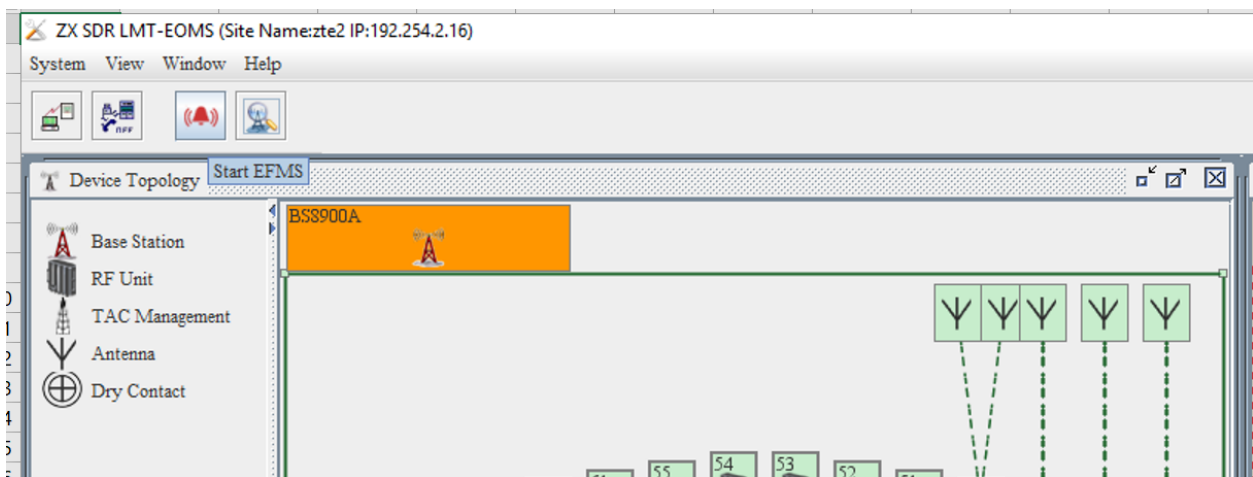 ZX SDR LMT-EOMS (Site Name:zte2 IP:192.254.2.16)
System View Window Help
OFF
Start EFMS
Device Topology
BS8900A
Base Station
RF Unit
TAC Management
Antenna
Dry Contact
55 54 53 52